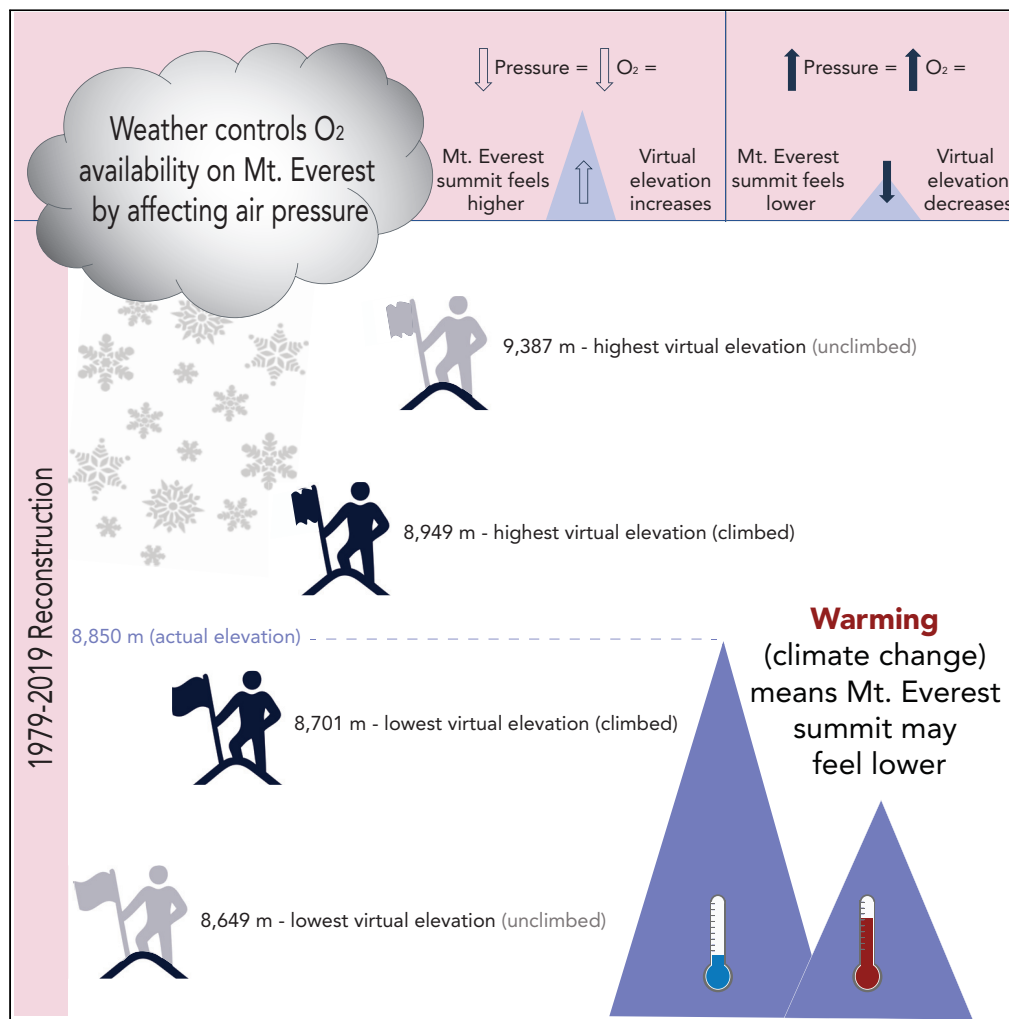 Weather controls O₂
availability on Mt. Everest
by affecting air pressure
Pressure = O₂ =
Mt. Everest
summit feels
higher
Virtual
elevation
increases
Pressure = O₂ =
Mt. Everest
summit feels
lower
Virtual
elevation
decreases
1979-2019 Reconstruction
9,387 m - highest virtual elevation (unclimbed)
8,949 m - highest virtual elevation (climbed)
8,850 m (actual elevation)
8,701 m - lowest virtual elevation (climbed)
8,649 m - lowest virtual elevation (unclimbed)
Warming
(climate change)
means Mt. Everest
summit may
feel lower